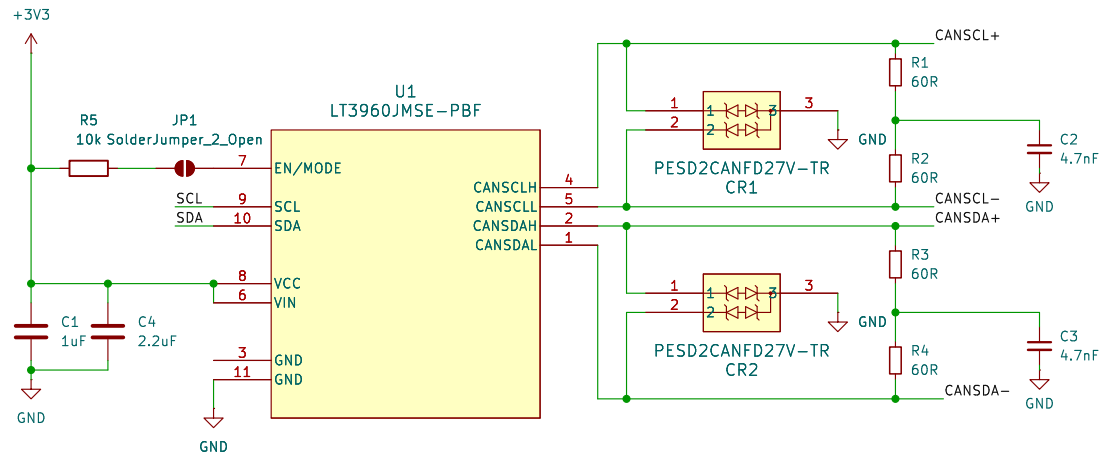 +3V3
CANSCL+
R1
60R
U1
LT3960JMSE-PBF
1
1
3
3
2
2
GND
R5
JP1
10k
SolderJumper_2_Open
7
EN/MODE
C2
4.7nF
PESD2CANFD27V-TR
CR1
R2
60R
GND
SCL
9
SCL
SDA
10
SDA
CANSCLH
4
CANSCLL
5
CANSDAH
2
CANSDAL
1
CANSCL-
CANSDA+
R3
60R
8
VCC
6
VIN
1
1
3
3
2
2
GND
C1
1uF
C4
2.2uF
C3
4.7nF
PESD2CANFD27V-TR
CR2
R4
60R
3
GND
11
GND
CANSDA-
GND
GND
GND